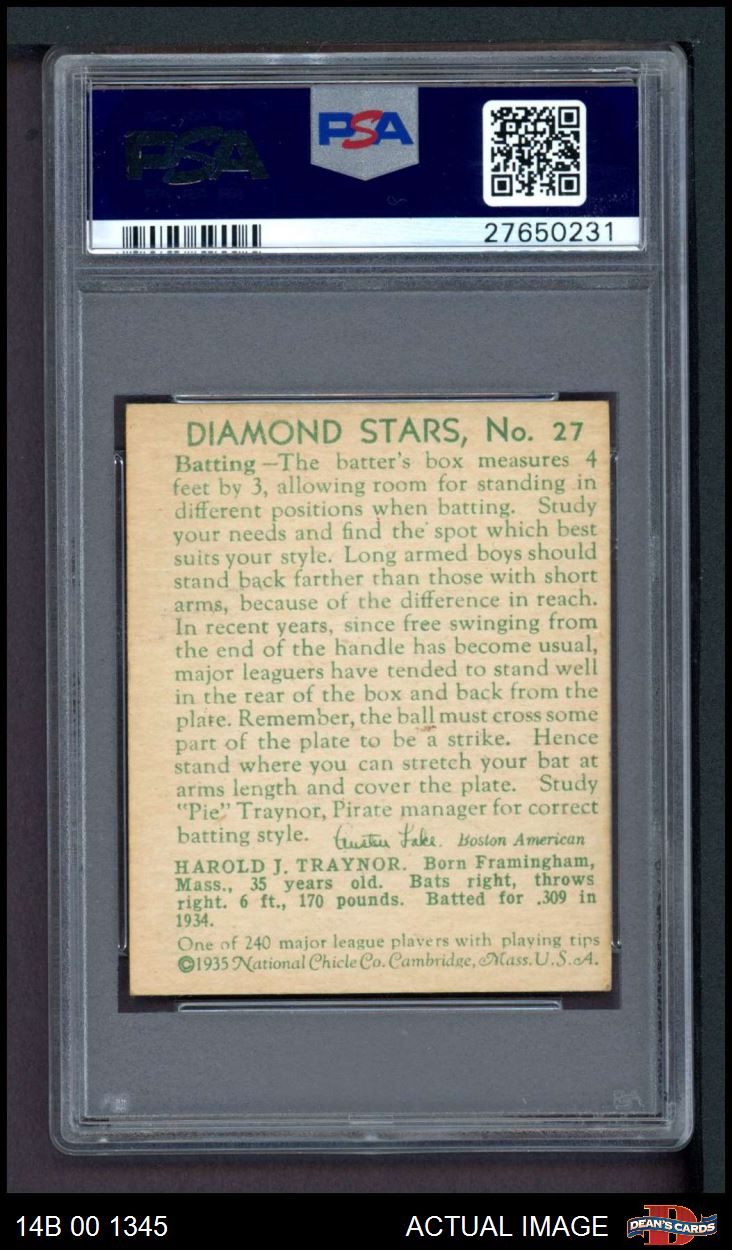 PSA
PSA
27650231
DIAMOND STARS, No. 27
Batting—The batter's box measures 4
feet by 3, allowing room for standing in
different positions when batting. Study
your needs and find the spot which best
suits your style. Long armed boys should
stand back farther than those with short
arms, because of the difference in reach.
In recent years, since free swinging from
the end of the handle has become usual,
major leaguers have tended to stand well
in the rear of the box and back from the
plate. Remember, the ball must cross some
part of the plate to be a strike. Hence
stand where you can stretch your bat at
arms length and cover the plate. Study
"Pie" Traynor, Pirate manager for correct
batting style. Austen Lake. Boston American
HAROLD J. TRAYNOR. Born Framingham,
Mass., 35 years old. Bats right, throws
right. 6 ft., 170 pounds. Batted for .309 in
1934.
One of 240 major league players with playing tips
©1935 National Chicle Co. Cambridge, Mass. U.S.A.
14B 00 1345
ACTUAL IMAGE
DEAN'S CARDS